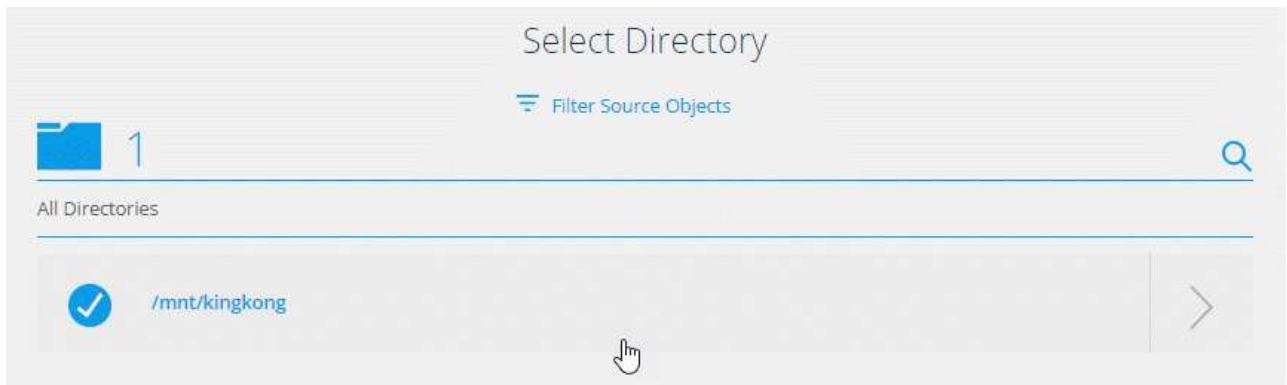 Select Directory
Filter Source Objects
1
All Directories
/mnt/kingkong